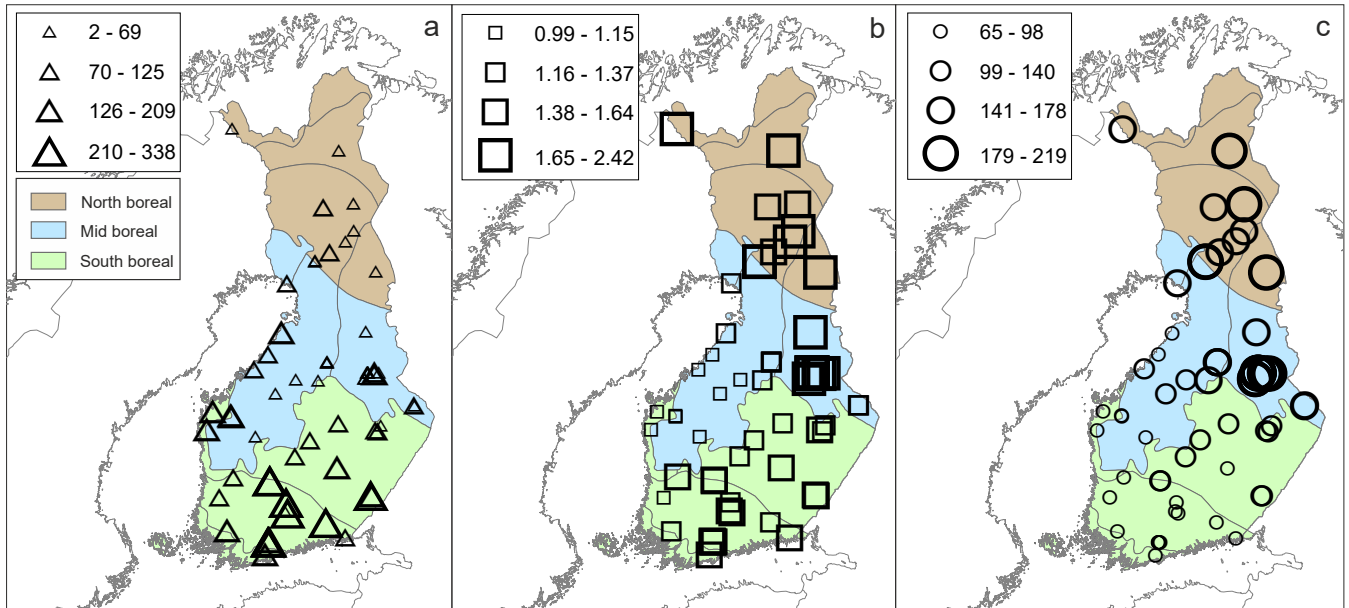 a
2 - 69
70 - 125
126 - 209
210 - 338
North boreal
Mid boreal
South boreal
b
0.99 - 1.15
1.16 - 1.37
1.38 - 1.64
1.65 - 2.42
c
65 - 98
99 - 140
141 - 178
179 - 219